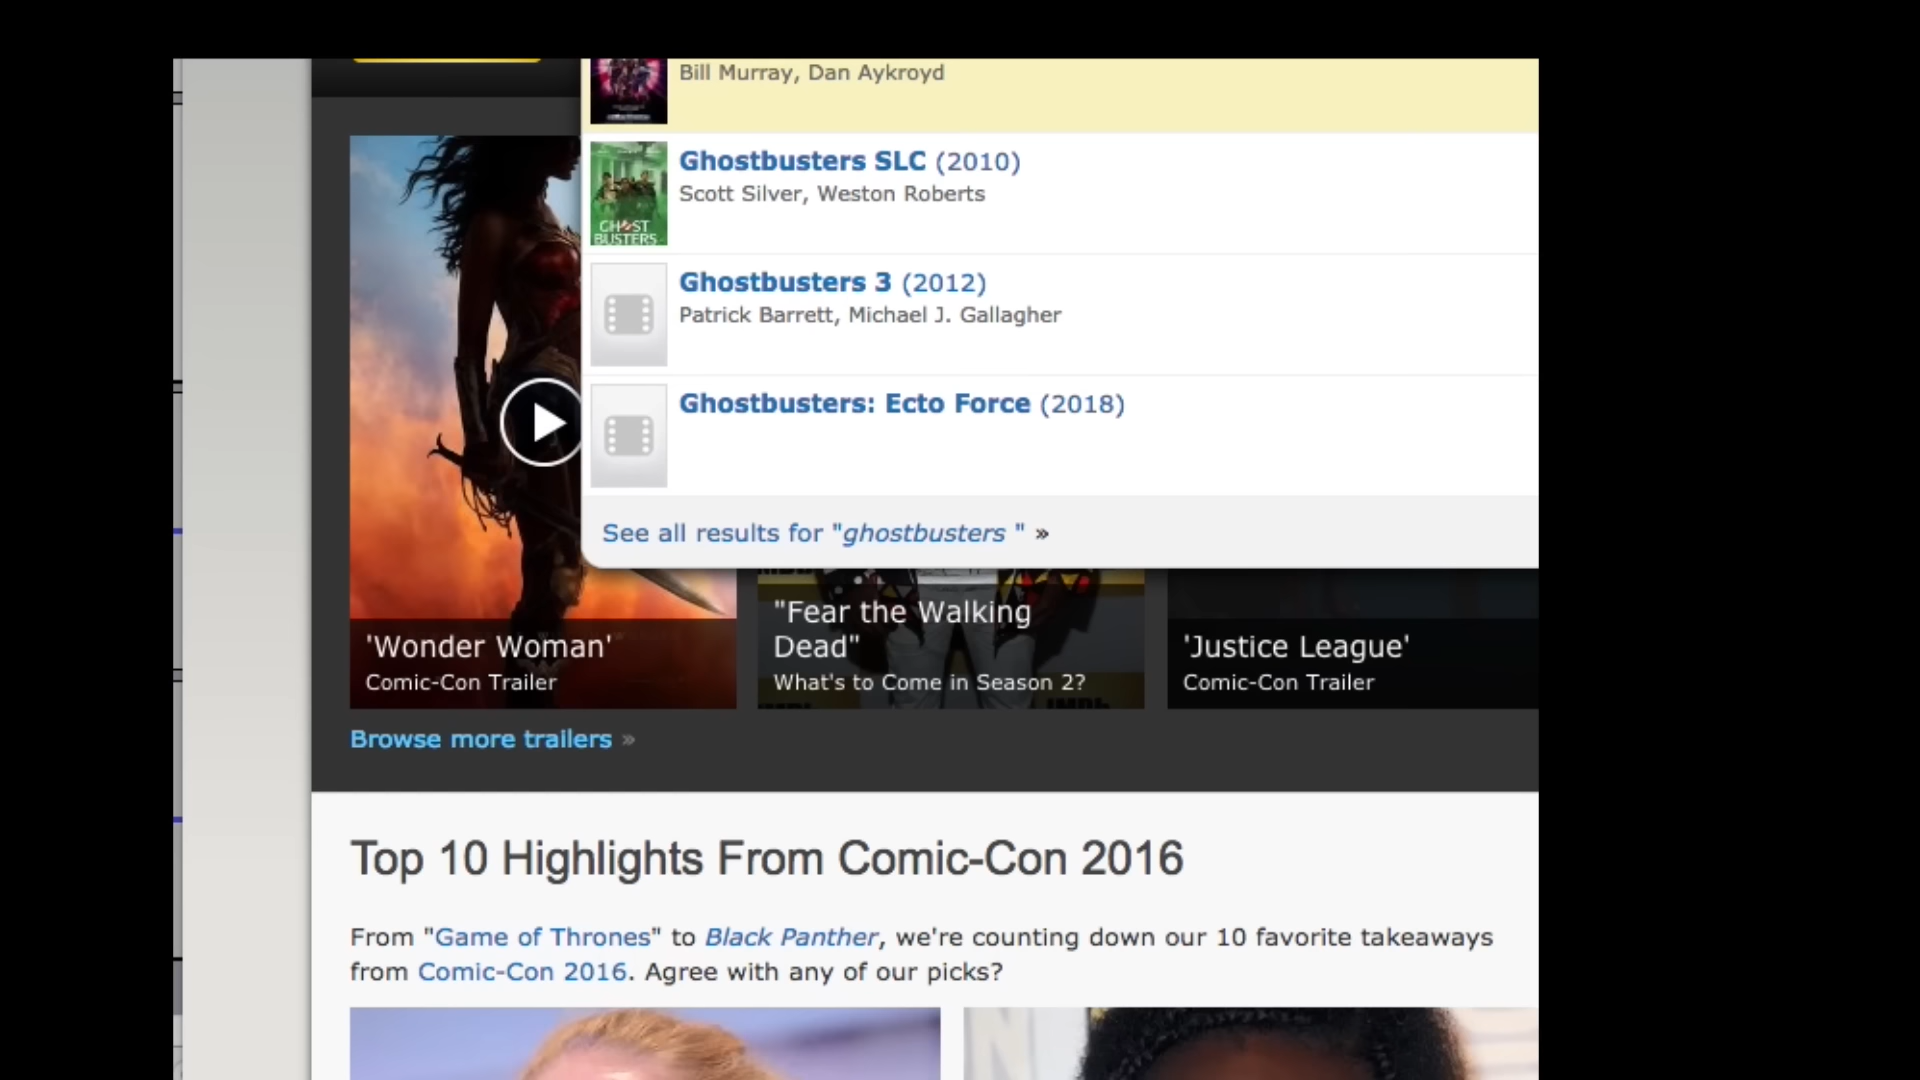 Bill Murray, Dan Aykroyd
Ghostbusters SLC (2010)
Scott Silver, Weston Roberts
GHOST
BUSTERS
Ghostbusters 3 (2012)
Patrick Barrett, Michael J. Gallagher
Ghostbusters: Ecto Force (2018)
See all results for "ghostbusters " »
'Wonder Woman'
Comic-Con Trailer
"Fear the Walking
Dead"
What's to Come in Season 2?
'Justice League'
Comic-Con Trailer
Browse more trailers »
Top 10 Highlights From Comic-Con 2016
From "Game of Thrones" to Black Panther, we're counting down our 10 favorite takeaways
from Comic-Con 2016. Agree with any of our picks?